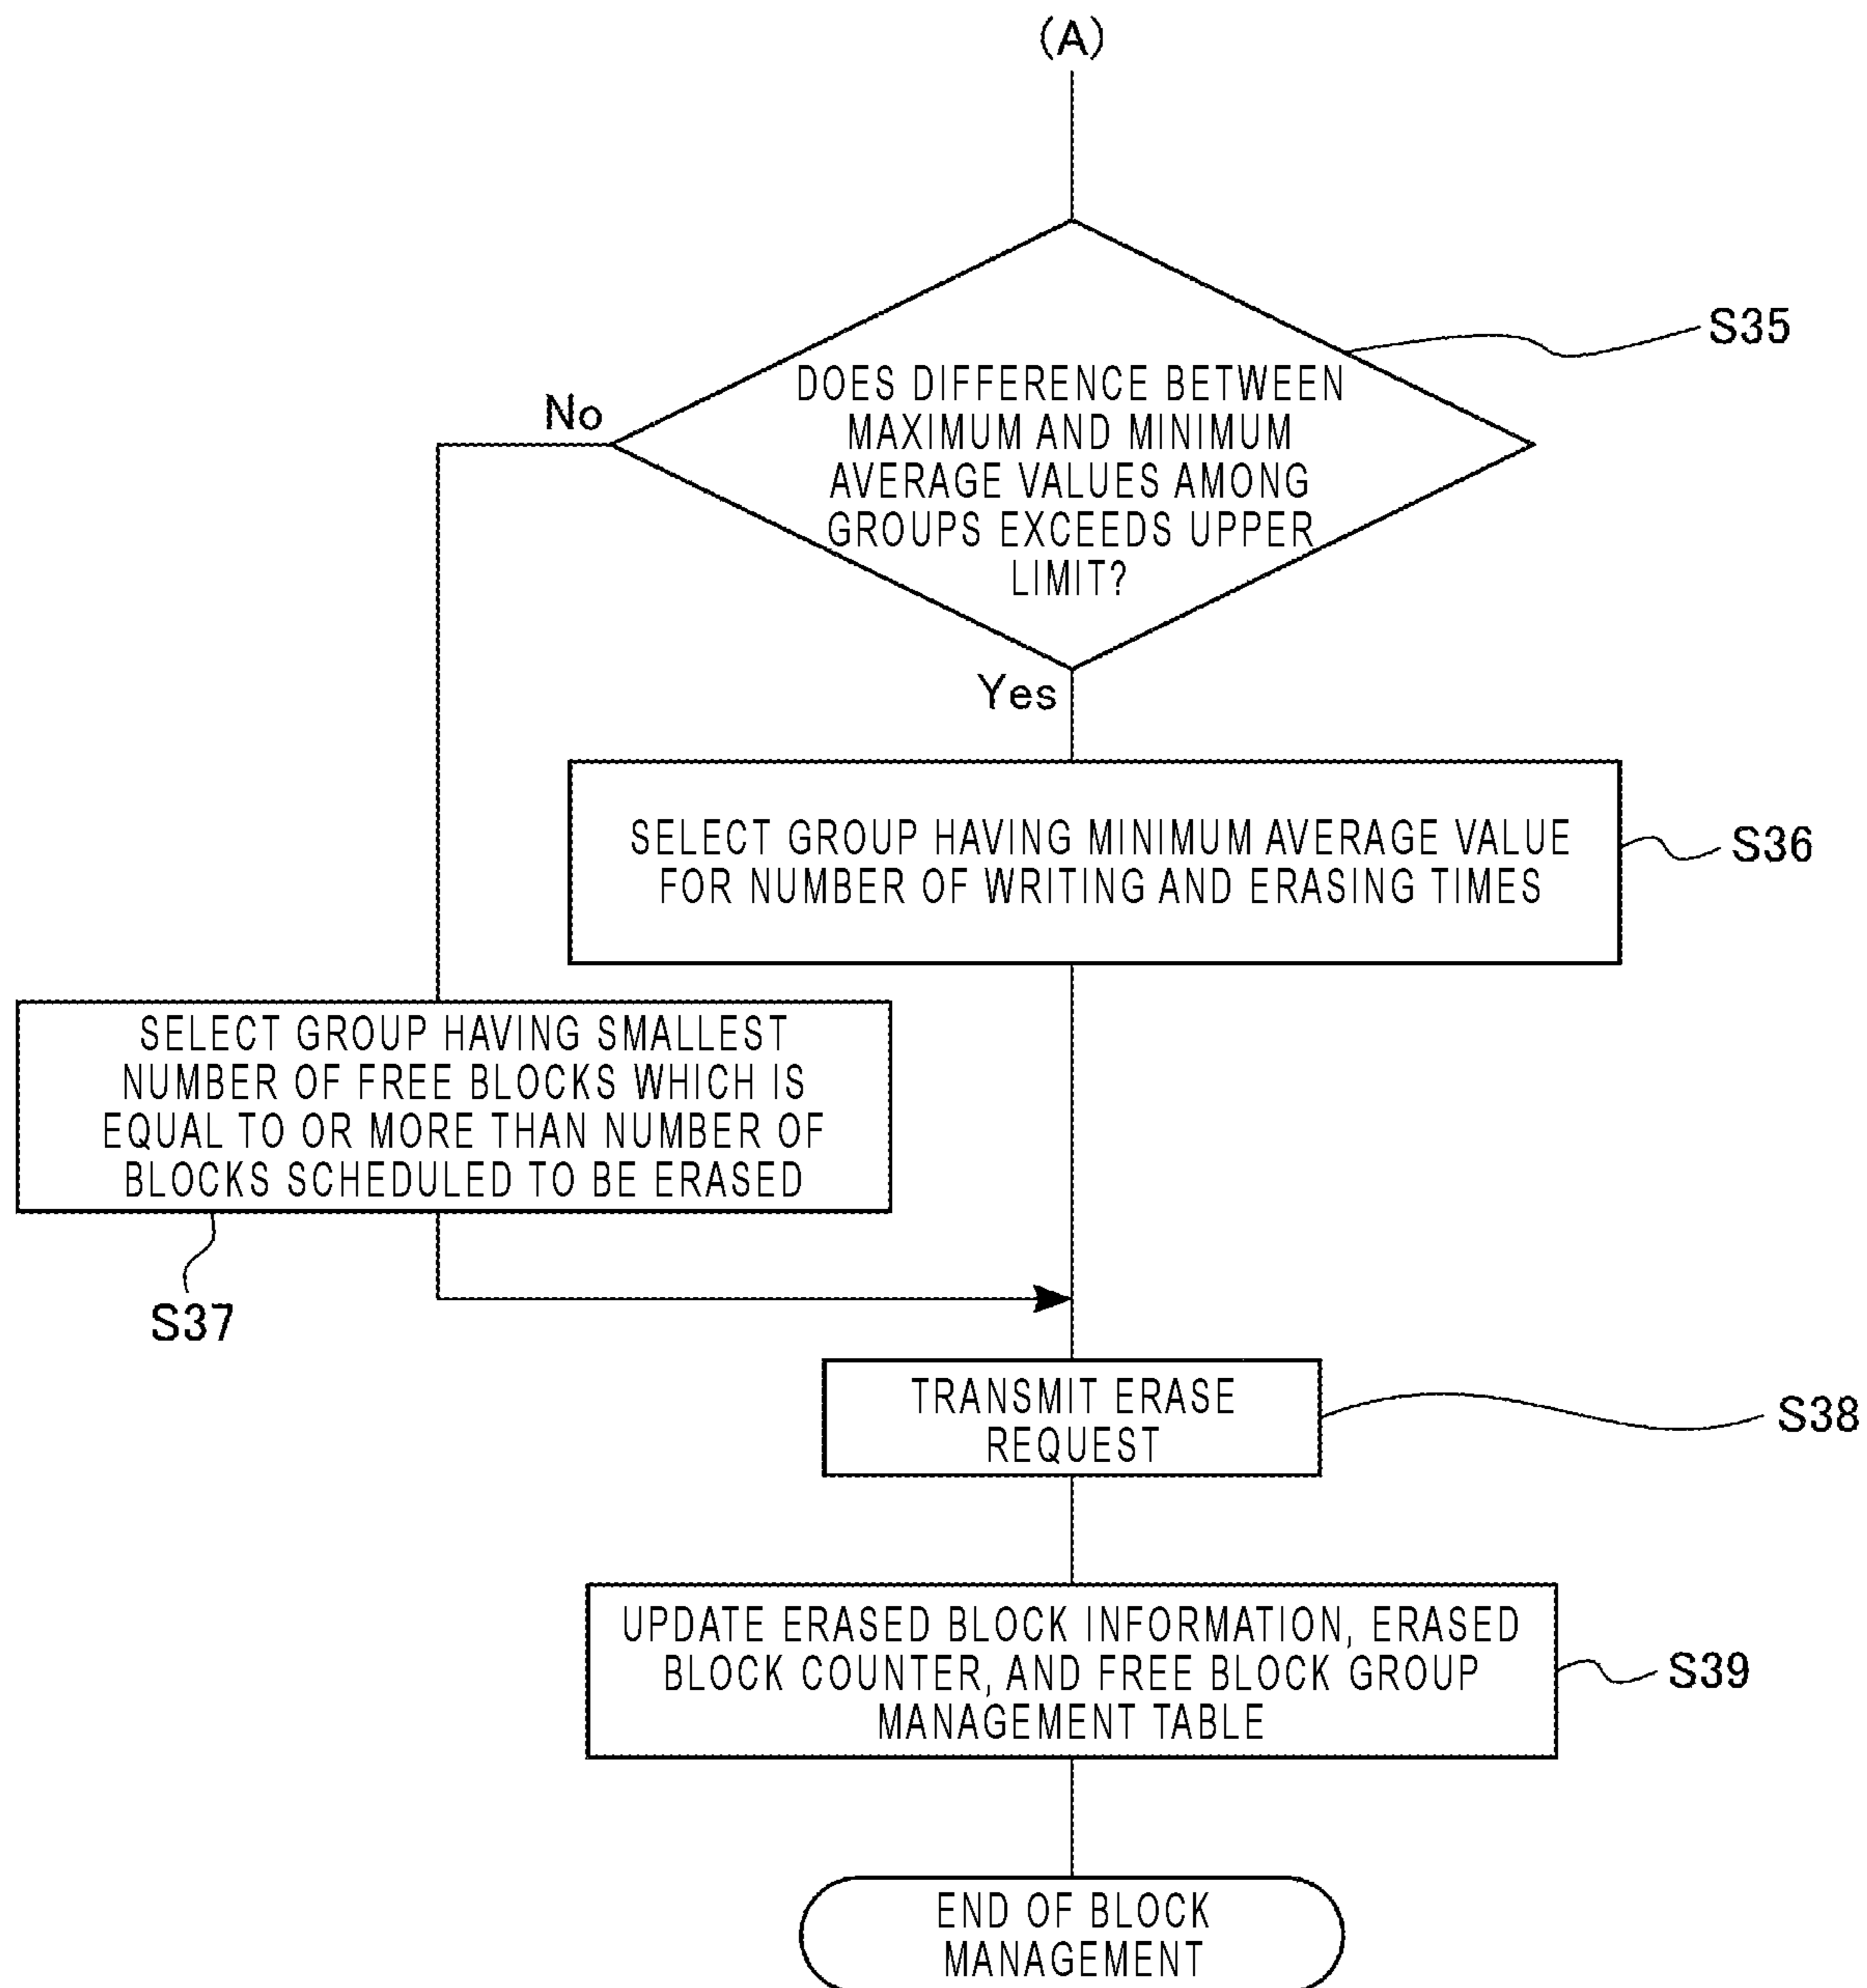 (A)
S35
DOES DIFFERENCE BETWEEN
MAXIMUM AND MINIMUM
AVERAGE VALUES AMONG
GROUPS EXCEEDS UPPER
LIMIT?
No
Yes
SELECT GROUP HAVING MINIMUM AVERAGE VALUE
FOR NUMBER OF WRITING AND ERASING TIMES
S36
SELECT GROUP HAVING SMALLEST
NUMBER OF FREE BLOCKS WHICH IS
EQUAL TO OR MORE THAN NUMBER OF
BLOCKS SCHEDULED TO BE ERASED
S37
TRANSMIT ERASE
REQUEST
S38
UPDATE ERASED BLOCK INFORMATION, ERASED
BLOCK COUNTER, AND FREE BLOCK GROUP
MANAGEMENT TABLE
S39
END OF BLOCK
MANAGEMENT